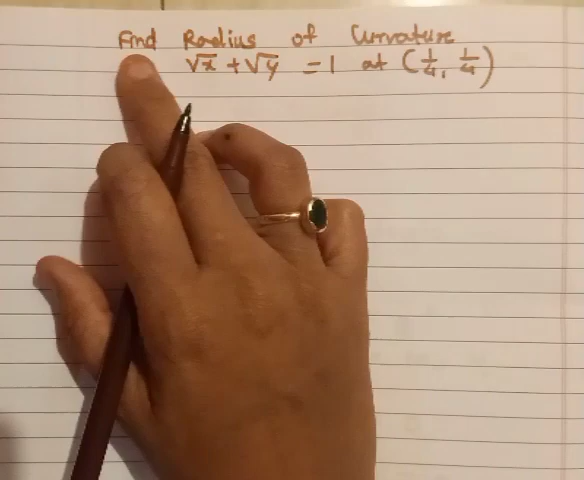 Find Radius of Curvature
√x + √y = 1 at (1/4, 1/4)